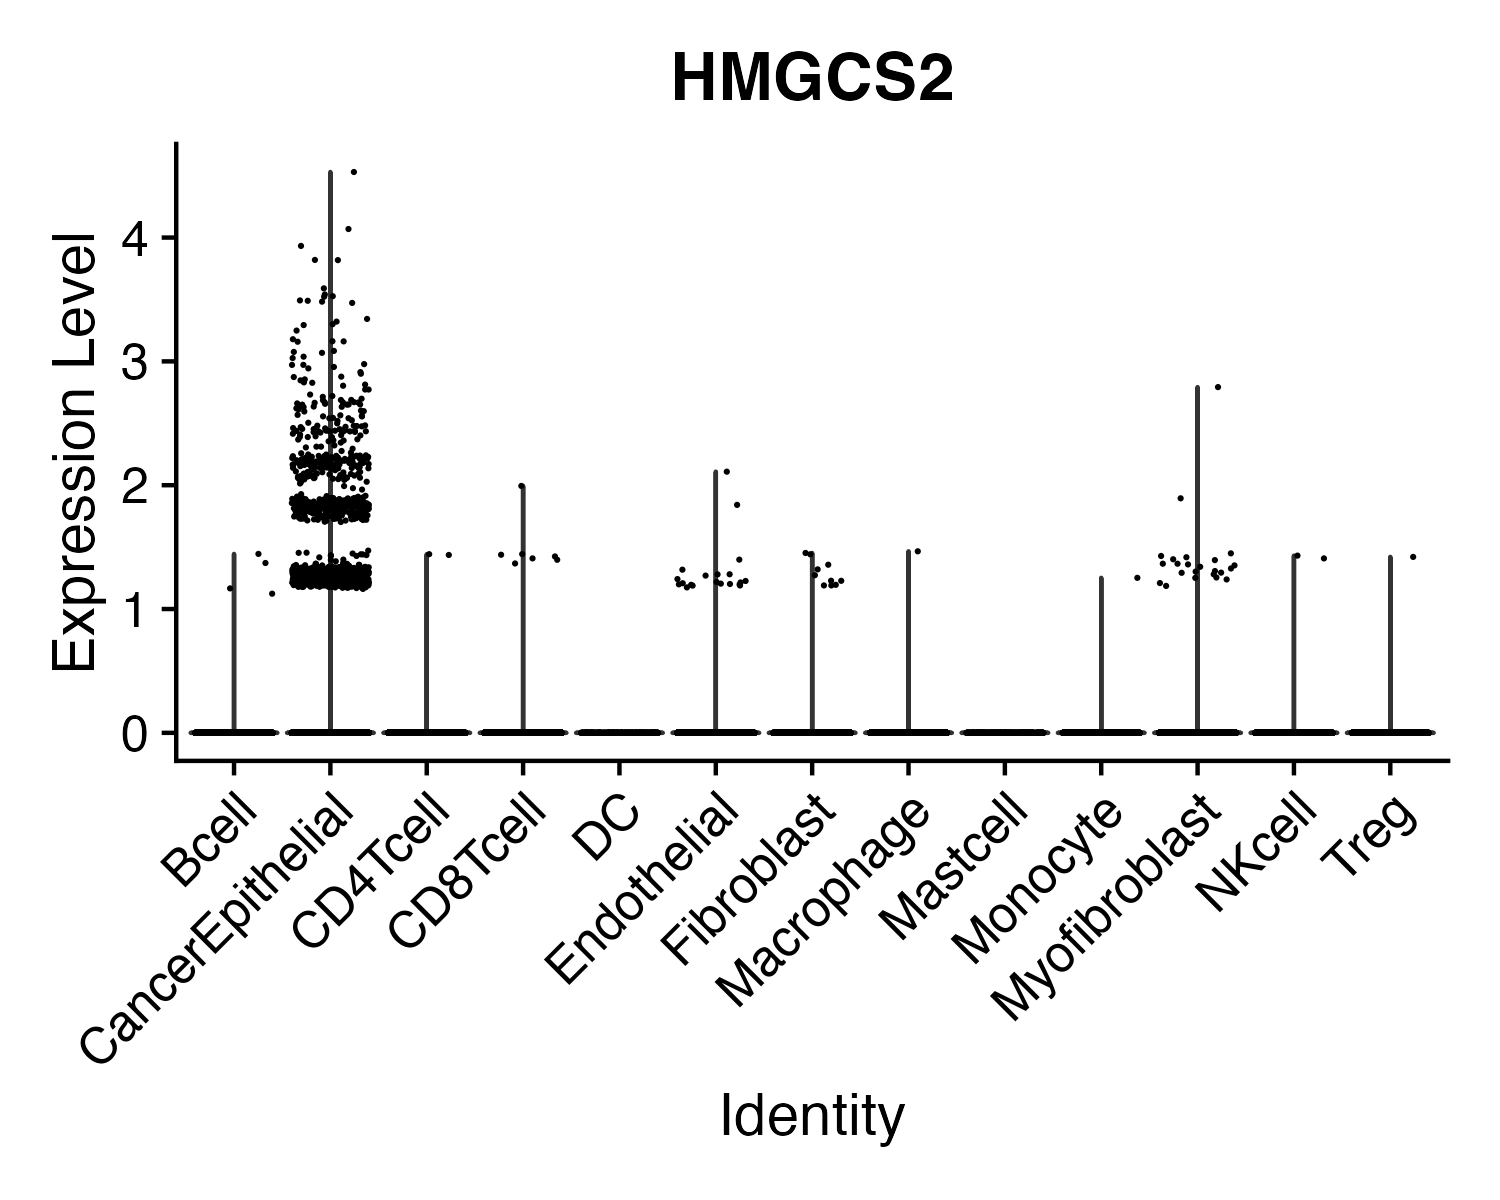 HMGCS2
Expression Level
4
3
2
1
0
Bcell
CancerEpithelial
CD4Tcell
CD8Tcell
DC
Endothelial
Fibroblast
Macrophage
Mastcell
Monocyte
Myofibroblast
NKcell
Treg
Identity